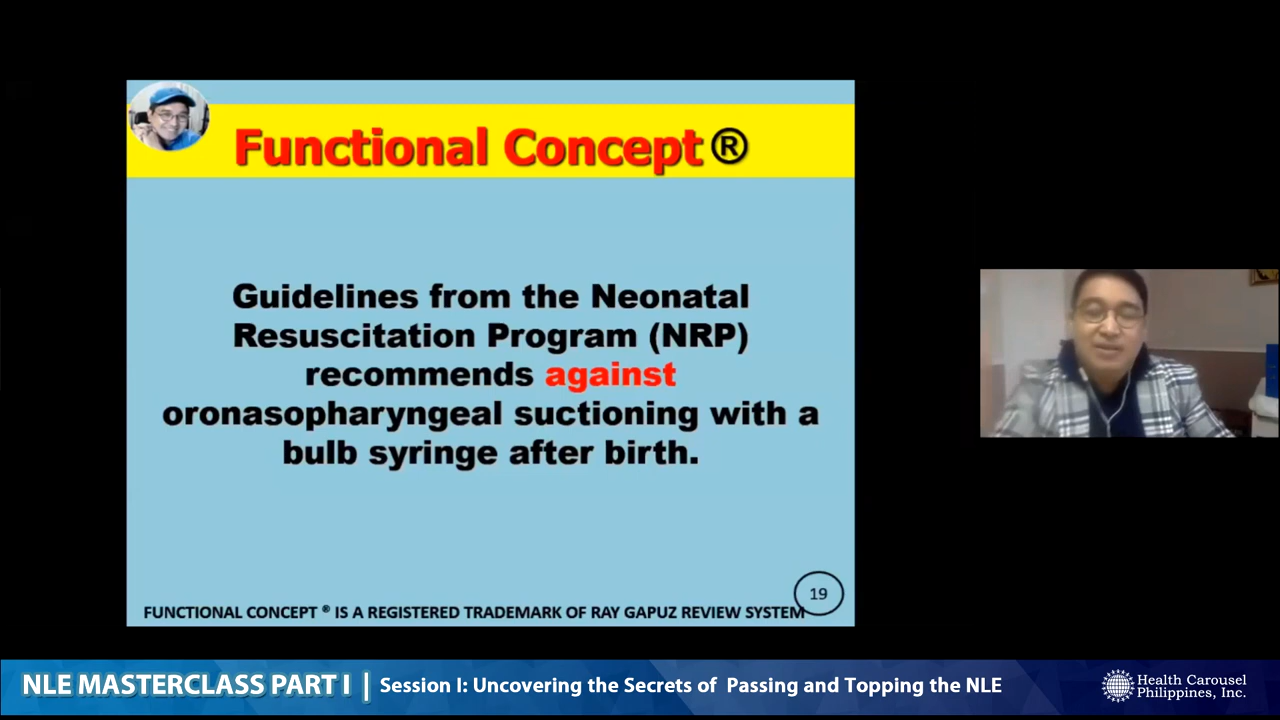 Functional Concept ®
Guidelines from the Neonatal
Resuscitation Program (NRP)
recommends against
oronasopharyngeal suctioning with a
bulb syringe after birth.
19
FUNCTIONAL CONCEPT ® IS A REGISTERED TRADEMARK OF RAY GAPUZ REVIEW SYSTEM
NLE MASTERCLASS PART I | Session I: Uncovering the Secrets of Passing and Topping the NLE
Health Carousel
Philippines, Inc.